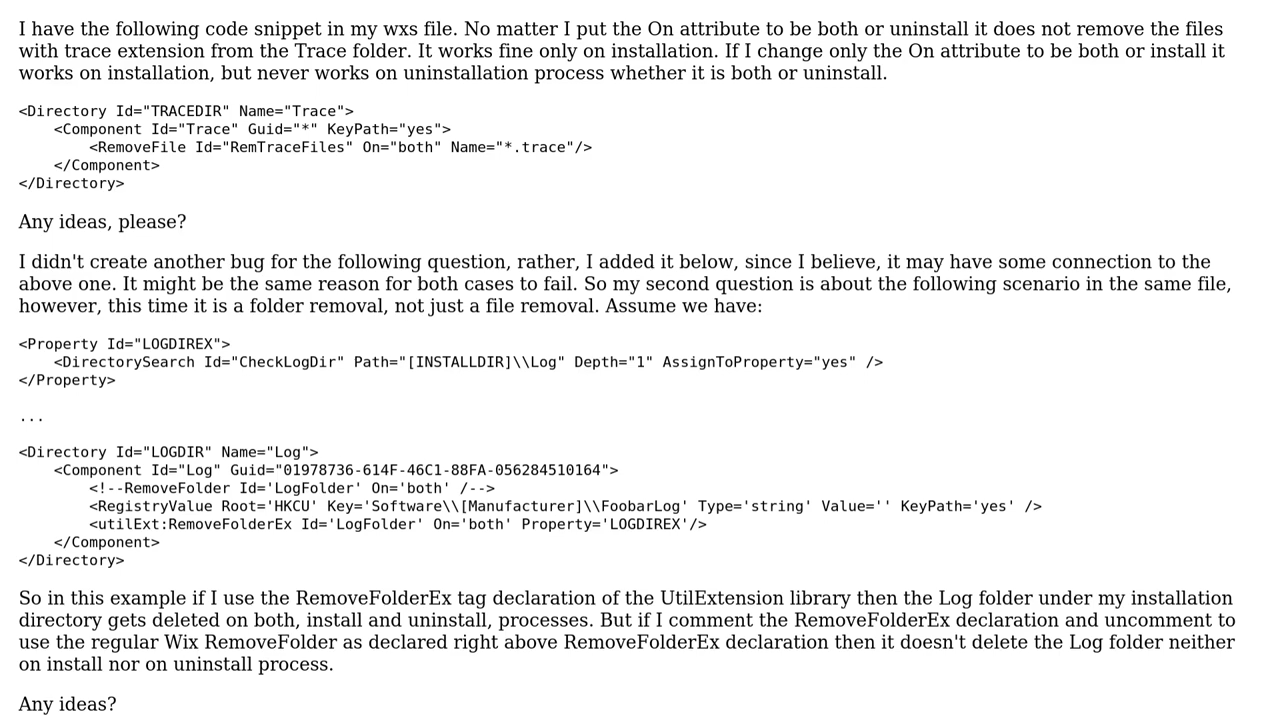 I have the following code snippet in my wxs file. No matter I put the On attribute to be both or uninstall it does not remove the files
with trace extension from the Trace folder. It works fine only on installation. If I change only the On attribute to be both or install it
works on installation, but never works on uninstallation process whether it is both or uninstall.
<Directory Id="TRACEDIR" Name="Trace">
    <Component Id="Trace" Guid="*" KeyPath="yes">
        <RemoveFile Id="RemTraceFiles" On="both" Name="*.trace"/>
    </Component>
</Directory>
Any ideas, please?
I didn't create another bug for the following question, rather, I added it below, since I believe, it may have some connection to the
above one. It might be the same reason for both cases to fail. So my second question is about the following scenario in the same file,
however, this time it is a folder removal, not just a file removal. Assume we have:
<Property Id="LOGDIREX">
    <DirectorySearch Id="CheckLogDir" Path="[INSTALLDIR]\\Log" Depth="1" AssignToProperty="yes" />
</Property>
...
<Directory Id="LOGDIR" Name="Log">
    <Component Id="Log" Guid="01978736-614F-46C1-88FA-056284510164">
        <!--RemoveFolder Id='LogFolder' On='both' /-->
        <RegistryValue Root='HKCU' Key='Software\\[Manufacturer]\\FoobarLog' Type='string' Value='' KeyPath='yes' />
        <utilExt:RemoveFolderEx Id='LogFolder' On='both' Property='LOGDIREX'/>
    </Component>
</Directory>
So in this example if I use the RemoveFolderEx tag declaration of the UtilExtension library then the Log folder under my installation
directory gets deleted on both, install and uninstall, processes. But if I comment the RemoveFolderEx declaration and uncomment to
use the regular Wix RemoveFolder as declared right above RemoveFolderEx declaration then it doesn't delete the Log folder neither
on install nor on uninstall process.
Any ideas?